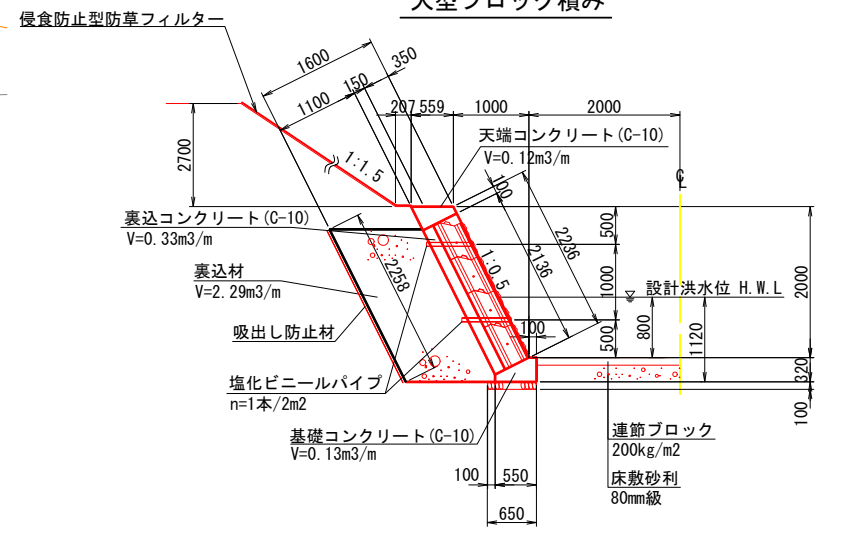 大型ブロック積み
侵食防止型防草フィルター
1600
350
150
1100
207
559
1000
2000
2700
1:1.5
天端コンクリート(C-10)
V=0.12m3/m
100
℄
裏込コンクリート(C-10)
V=0.33m3/m
2258
1:0.5
2136
2236
500
1000
500
2000
裏込材
V=2.29m3/m
設計洪水位 H.W.L
800
1120
吸出し防止材
100
320
100
塩化ビニールパイプ
n=1本/2m2
基礎コンクリート(C-10)
V=0.13m3/m
連節ブロック
200kg/m2
床敷砂利
80mm級
100
550
650